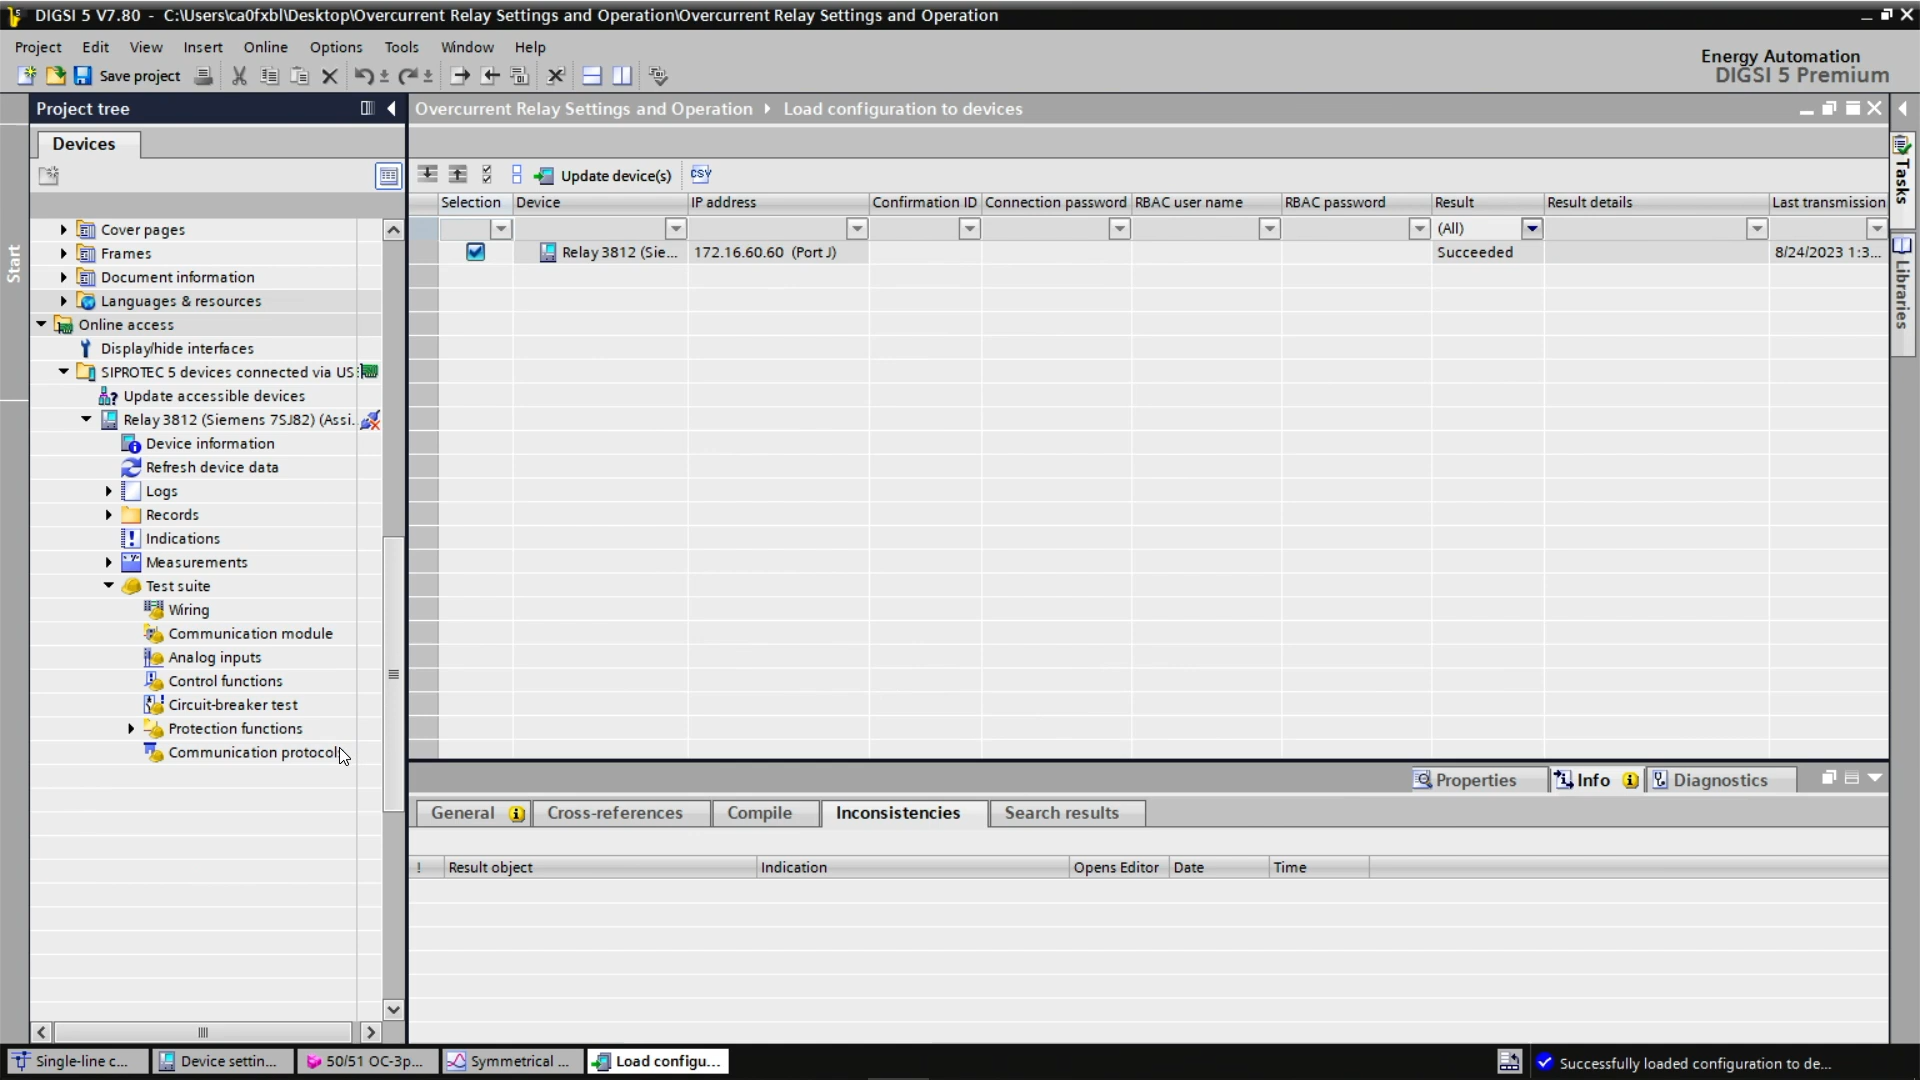 DIGSI 5 V7.80 - C:\Users\ca0fxbl\Desktop\Overcurrent Relay Settings and Operation\Overcurrent Relay Settings and Operation
Project Edit View Insert Online Options Tools Window Help
Save project
Energy Automation
DIGSI 5 Premium
Start
Project tree
Devices
Cover pages
Frames
Document information
Languages & resources
Online access
Display/hide interfaces
SIPROTEC 5 devices connected via US
Update accessible devices
Relay 3812 (Siemens 7SJ82) (Assi.
Device information
Refresh device data
Logs
Records
Indications
Measurements
Test suite
Wiring
Communication module
Analog inputs
Control functions
Circuit-breaker test
Protection functions
Communication protocol
Overcurrent Relay Settings and Operation Load configuration to devices
Update device(s) CSV
Selection Device IP address Confirmation ID Connection password RBAC user name RBAC password Result Result details Last transmission
(All)
Relay 3812 (Sie... 172.16.60.60 (Port J) Succeeded 8/24/2023 1:3...
Tasks
Libraries
Properties Info Diagnostics
General Cross-references Compile Inconsistencies Search results
! Result object Indication Opens Editor Date Time
Single-line c... Device settin... 50/51 OC-3p... Symmetrical ... Load configu... Successfully loaded configuration to de...